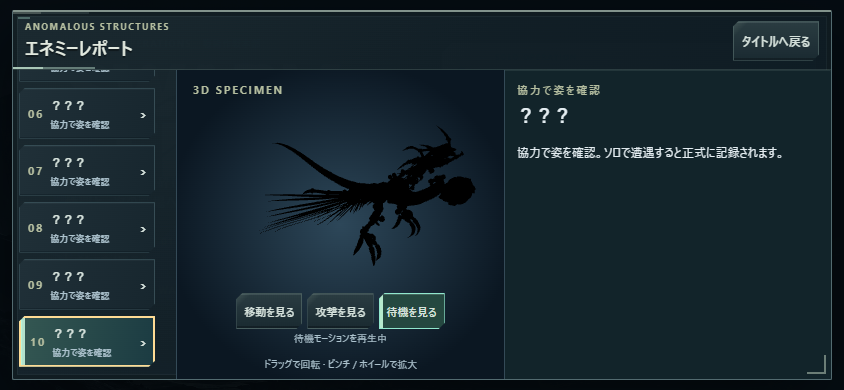 ANOMALOUS STRUCTURES
エネミーレポート
タイトルへ戻る
協力で姿を確認
06
???
協力で姿を確認
›
07
???
協力で姿を確認
›
08
???
協力で姿を確認
›
09
???
協力で姿を確認
›
10
???
協力で姿を確認
›
3D SPECIMEN
移動を見る
攻撃を見る
待機を見る
待機モーションを再生中
ドラッグで回転・ピンチ / ホイールで拡大
協力で姿を確認
???
協力で姿を確認。ソロで遭遇すると正式に記録されます。